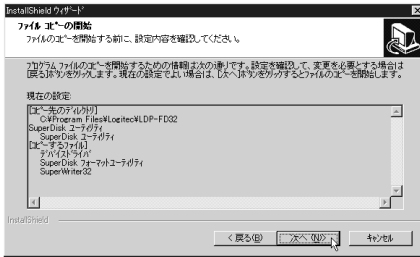 InstallShield ウィザード
ファイル コピーの開始
ファイルのコピーを開始する前に、設定内容を確認してください。
プログラム ファイルのコピーを開始するための情報は次の通りです。設定を確認して、変更を必要とする場合は
[戻る]ボタンをクリックします。現在の設定でよい場合は、[次へ]ボタンをクリックするとファイルのコピーを開始します。
現在の設定:
[コピー先のディレクトリ]
C:¥Program Files¥Logitec¥LDP-FD32
SuperDisk ユーティリティ
SuperDisk ユーティリティ
[コピーするファイル]
デバイスドライバ
SuperDisk フォーマットユーティリティ
SuperWriter32
InstallShield
< 戻る(B)
次へ (N) >
キャンセル